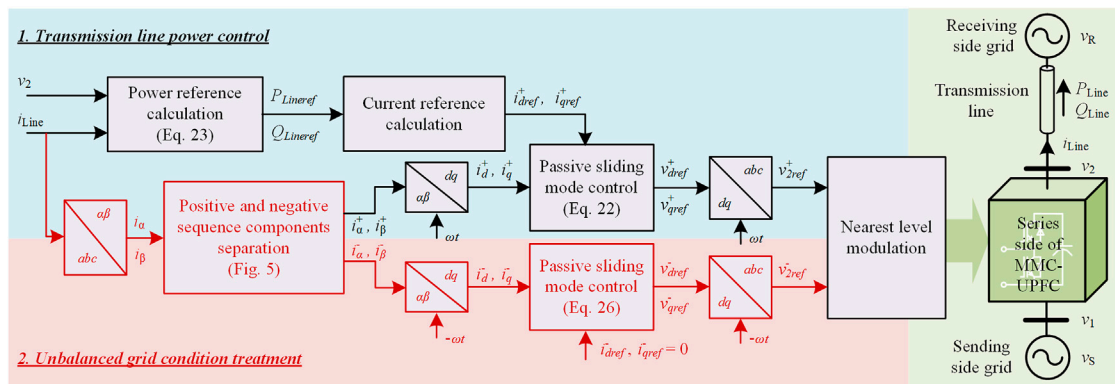 1. Transmission line power control
v2
iLine
Power reference
calculation
(Eq. 23)
PLineref
QLineref
Current reference
calculation
i+dref, i+qref
αβ
abc
iα
iβ
Positive and negative
sequence components
separation
(Fig. 5)
i+α, i+β
dq
αβ
ωt
i+d, i+q
Passive sliding
mode control
(Eq. 22)
v+dref
v+qref
abc
dq
ωt
v+2ref
i-α, i-β
dq
αβ
-ωt
i-d, i-q
Passive sliding
mode control
(Eq. 26)
i-dref, i-qref = 0
v-dref
v-qref
abc
dq
-ωt
v-2ref
Nearest level
modulation
2. Unbalanced grid condition treatment
Receiving
side grid
vR
Transmission
line
PLine
QLine
iLine
v2
Series
side of
MMC-
UPFC
v1
Sending
side grid
vS